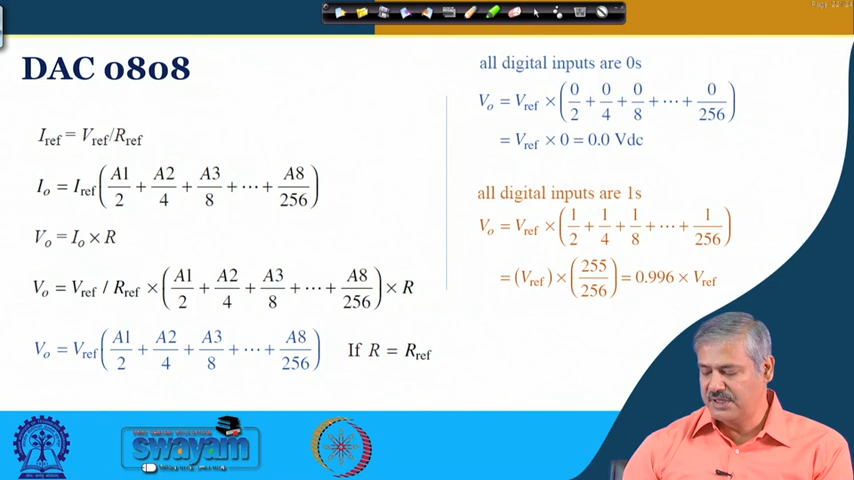 Page 22/24
DAC 0808
I_ref = V_ref/R_ref
I_o = I_ref (A1/2 + A2/4 + A3/8 + ⋯ + A8/256)
V_o = I_o × R
V_o = V_ref / R_ref × (A1/2 + A2/4 + A3/8 + ⋯ + A8/256) × R
V_o = V_ref (A1/2 + A2/4 + A3/8 + ⋯ + A8/256) If R = R_ref
all digital inputs are 0s
V_o = V_ref × (0/2 + 0/4 + 0/8 + ⋯ + 0/256)
= V_ref × 0 = 0.0 Vdc
all digital inputs are 1s
V_o = V_ref × (1/2 + 1/4 + 1/8 + ⋯ + 1/256)
= (V_ref) × (255/256) = 0.996 × V_ref
swayam